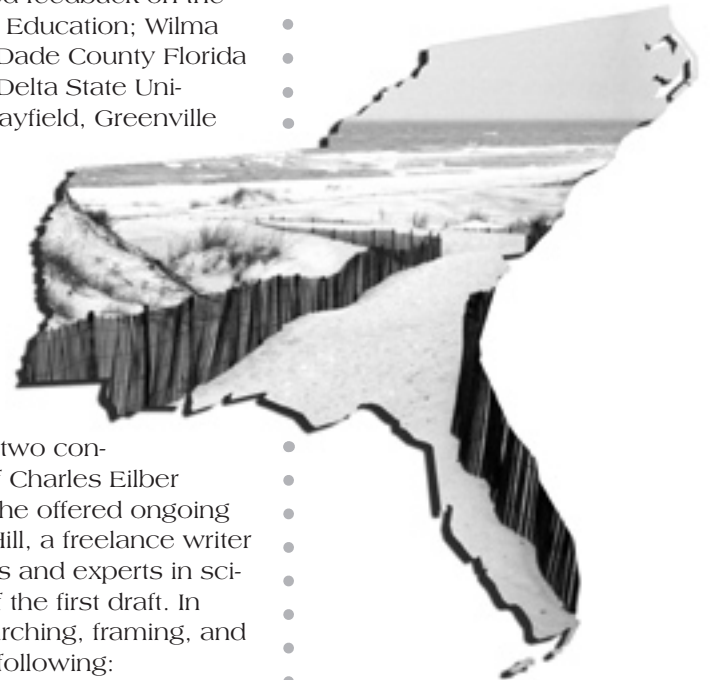 feedback on the
Education; Wilma
Dade County Florida
Delta State Uni-
ayfield, Greenville
two con-
f Charles Eilber
he offered ongoing
Hill, a freelance writer
s and experts in sci-
f the first draft. In
rching, framing, and
following: